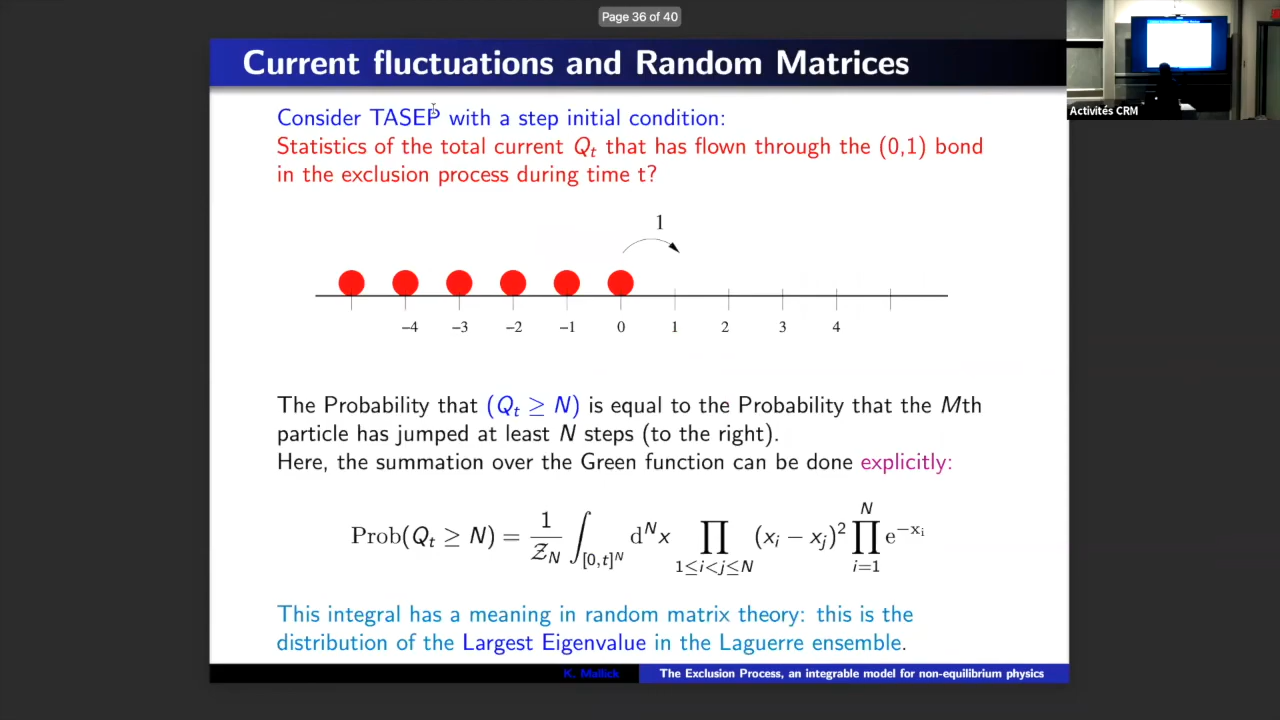 Page 36 of 40
Activités CRM
Current fluctuations and Random Matrices
Consider TASEP with a step initial condition:
Statistics of the total current Qₜ that has flown through the (0,1) bond
in the exclusion process during time t?
1
−4 −3 −2 −1 0 1 2 3 4
The Probability that (Qₜ ≥ N) is equal to the Probability that the Mth
particle has jumped at least N steps (to the right).
Here, the summation over the Green function can be done explicitly:
Prob(Qₜ ≥ N) = 1/𝒵_N ∫_{[0,t]^N} d^N x ∏_{1≤i<j≤N} (x_i − x_j)² ∏_{i=1}^{N} e^{−x_i}
This integral has a meaning in random matrix theory: this is the
distribution of the Largest Eigenvalue in the Laguerre ensemble.
K. Mallick The Exclusion Process, an integrable model for non-equilibrium physics